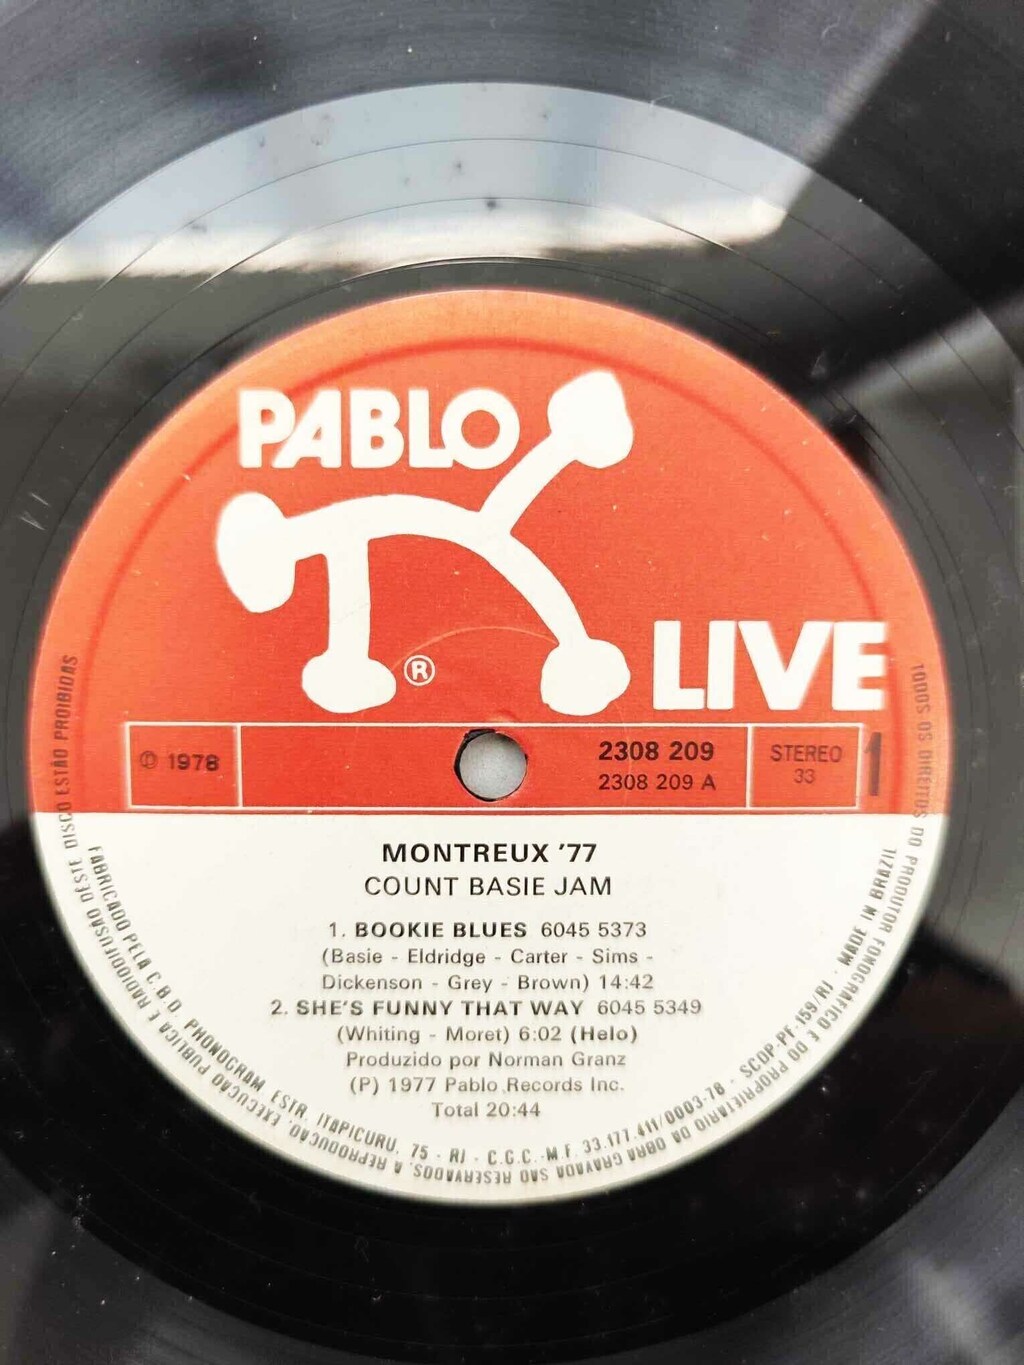 PABLO
®
LIVE
℗ 1978
2308 209
2308 209 A
STEREO
33
1
MONTREUX '77
COUNT BASIE JAM
1. BOOKIE BLUES 6045 5373
(Basie - Eldridge - Carter - Sims -
Dickenson - Grey - Brown) 14:42
2. SHE'S FUNNY THAT WAY 6045 5349
(Whiting - Moret) 6:02 (Helo)
Produzido por Norman Granz
(P) 1977 Pablo Records Inc.
Total 20:44
FABRICADO PELA C.B.D. PHONOGRAM ESTR. ITAPICURU, 75 - RJ - C.G.C.-M.F. 33.177.411/0003-78 - SCDP-PF-159/RJ - MADE IN BRAZIL
TODOS OS DIREITOS DO PRODUTOR FONOGRÁFICO E DO PROPRIETÁRIO DA OBRA GRAVADA SÃO RESERVADOS. A REPRODUÇÃO, EXECUÇÃO PÚBLICA E RADIODIFUSÃO DESTE DISCO ESTÃO PROIBIDAS